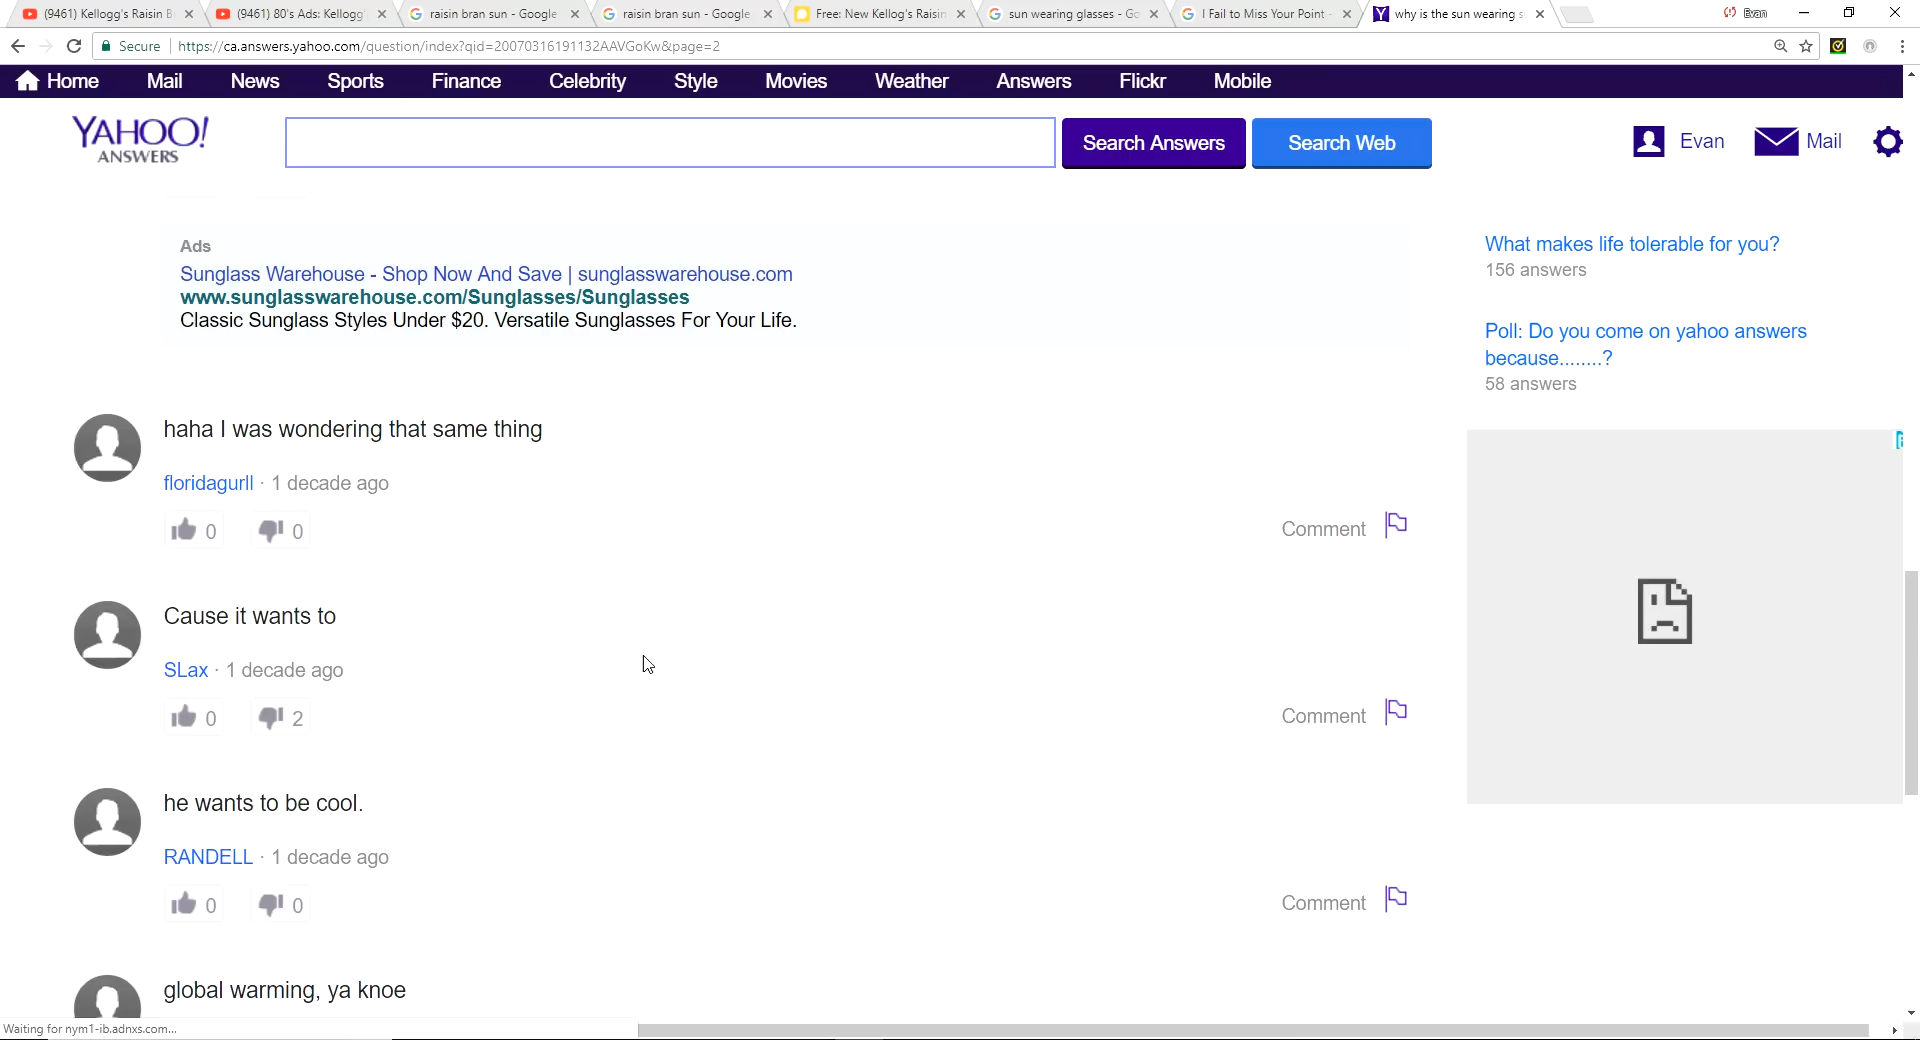 (9461) Kellogg's Raisin B
(9461) 80's Ads: Kellogg'
raisin bran sun - Google
raisin bran sun - Google
Free: New Kellog's Raisin
sun wearing glasses - Go
I Fail to Miss Your Point -
why is the sun wearing s
Evan
Secure
https://ca.answers.yahoo.com/question/index?qid=20070316191132AAVGoKw&page=2
Home
Mail
News
Sports
Finance
Celebrity
Style
Movies
Weather
Answers
Flickr
Mobile
YAHOO!
ANSWERS
Search Answers
Search Web
Evan
Mail
Ads
Sunglass Warehouse - Shop Now And Save | sunglasswarehouse.com
www.sunglasswarehouse.com/Sunglasses/Sunglasses
Classic Sunglass Styles Under $20. Versatile Sunglasses For Your Life.
What makes life tolerable for you?
156 answers
Poll: Do you come on yahoo answers
because........?
58 answers
haha I was wondering that same thing
floridagurll · 1 decade ago
0
0
Comment
Cause it wants to
SLax · 1 decade ago
0
2
Comment
he wants to be cool.
RANDELL · 1 decade ago
0
0
Comment
global warming, ya knoe
Waiting for nym1-ib.adnxs.com...